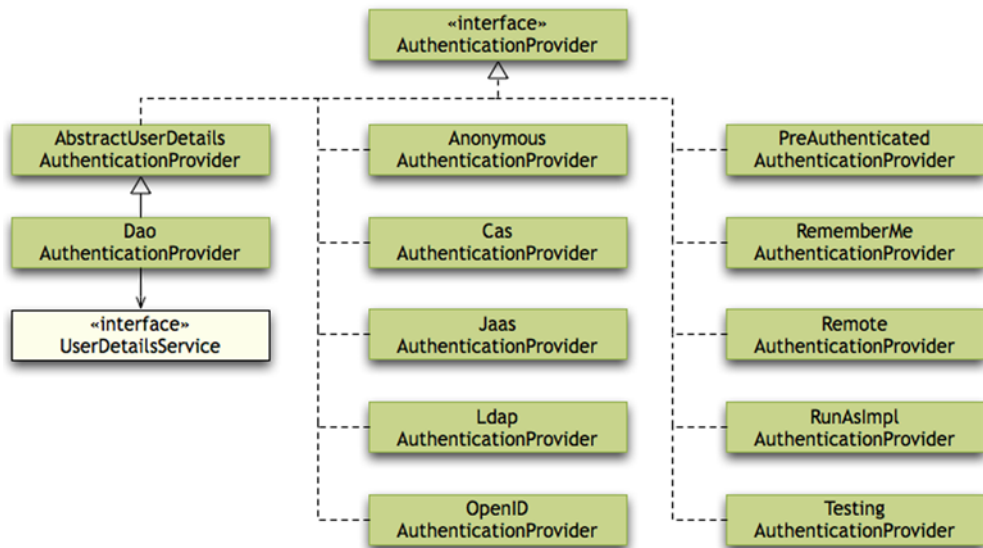 «interface»
AuthenticationProvider
AbstractUserDetails
AuthenticationProvider
Anonymous
AuthenticationProvider
PreAuthenticated
AuthenticationProvider
Dao
AuthenticationProvider
Cas
AuthenticationProvider
RememberMe
AuthenticationProvider
«interface»
UserDetailsService
Jaas
AuthenticationProvider
Remote
AuthenticationProvider
Ldap
AuthenticationProvider
RunAsImpl
AuthenticationProvider
OpenID
AuthenticationProvider
Testing
AuthenticationProvider